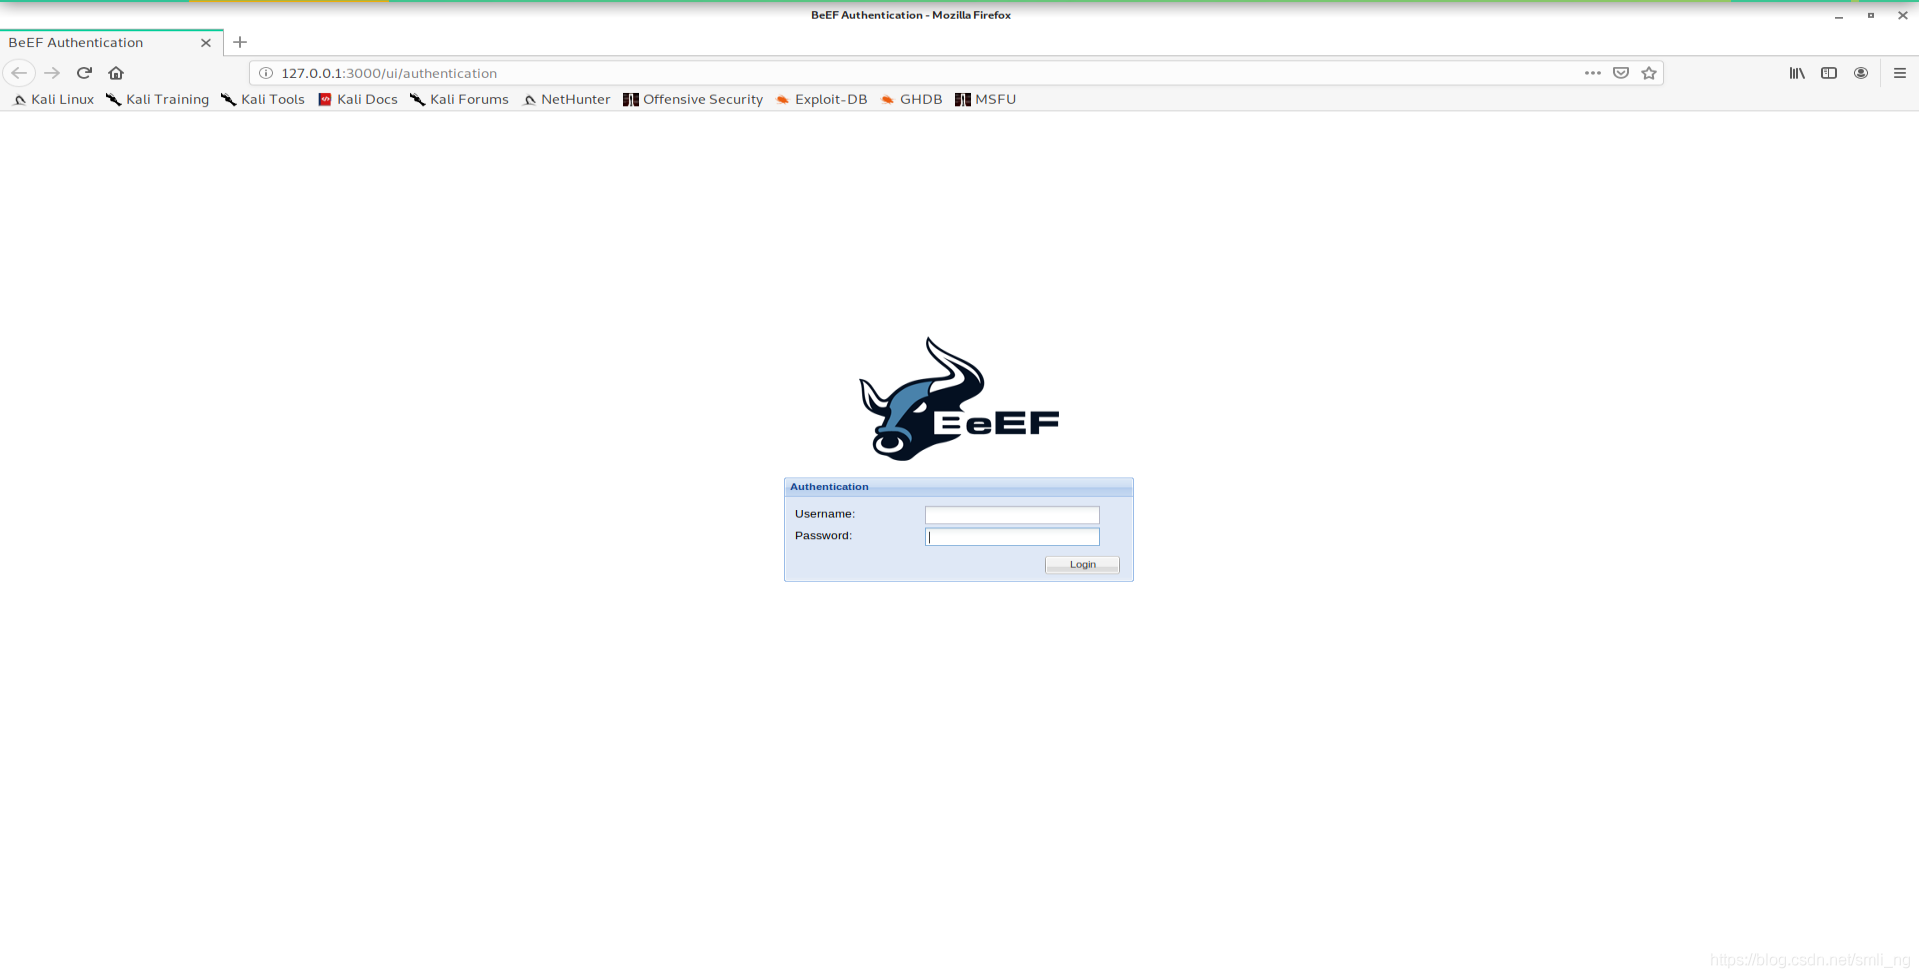 BeEF Authentication - Mozilla Firefox
BeEF Authentication
127.0.0.1:3000/ui/authentication
Kali Linux Kali Training Kali Tools Kali Docs Kali Forums NetHunter Offensive Security Exploit-DB GHDB MSFU
BeEF
Authentication
Username:
Password:
Login
https://blog.csdn.net/smli_ng